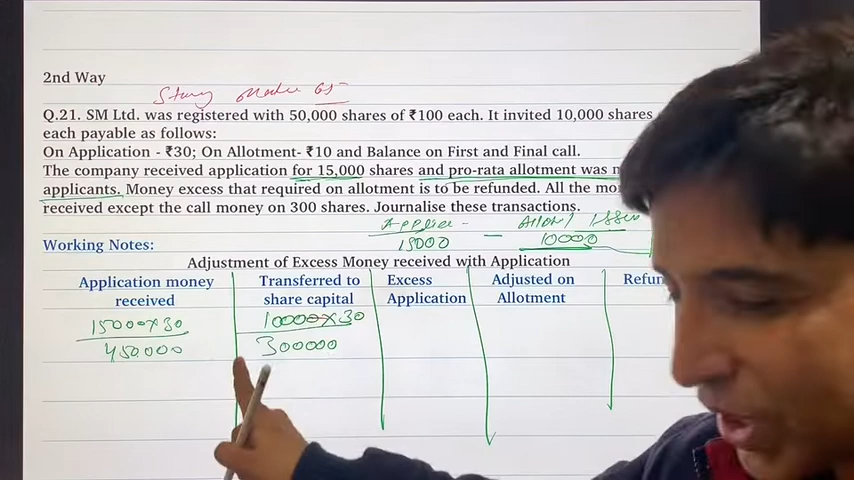 2nd Way
Q.21. SM Ltd. was registered with 50,000 shares of ₹100 each. It invited 10,000 shares
each payable as follows:
On Application - ₹30; On Allotment- ₹10 and Balance on First and Final call.
The company received application for 15,000 shares and pro-rata allotment was
applicants. Money excess that required on allotment is to be refunded. All the
received except the call money on 300 shares. Journalise these transactions.
Applied - Allot / Issue
15000 - 10000
Working Notes:
Adjustment of Excess Money received with Application
Application money received
Transferred to share capital
Excess Application
Adjusted on Allotment
15000 x 30
10000 x 30
450000
300000